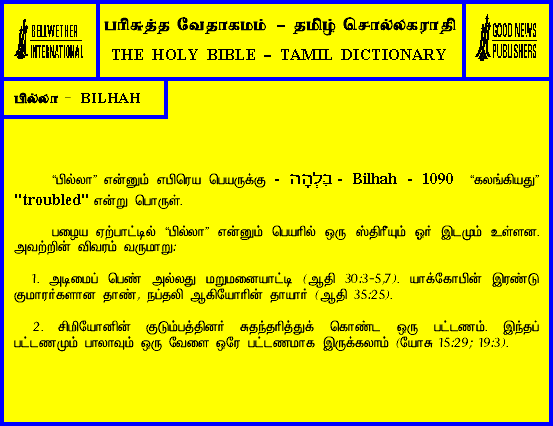 BELLWETHER
INTERNATIONAL
பரிசுத்த வேதாகமம் – தமிழ் சொல்லகராதி
THE HOLY BIBLE – TAMIL DICTIONARY
GOOD NEWS
PUBLISHERS
பில்லா - BILHAH
“பில்லா” என்னும் எபிரெய பெயருக்கு - בִּלְהָה - Bilhah - 1090 “கலங்கியது”
"troubled" என்று பொருள்.
பழைய ஏற்பாட்டில் “பில்லா” என்னும் பெயரில் ஒரு ஸ்திரீயும் ஓர் இடமும் உள்ளன.
அவற்றின் விவரம் வருமாறு:
1. அடிமைப் பெண் அல்லது மறுமனையாட்டி (ஆதி 30:3-5,7). யாக்கோபின் இரண்டு
குமாரர்களான தாண், நப்தலி ஆகியோரின் தாயார் (ஆதி 35:25).
2. சிமியோனின் குடும்பத்தினர் சுதந்தரித்துக் கொண்ட ஒரு பட்டணம். இந்தப்
பட்டணமும் பாலாவும் ஒரு வேளை ஒரே பட்டணமாக இருக்கலாம் (யோசு 15:29; 19:3).